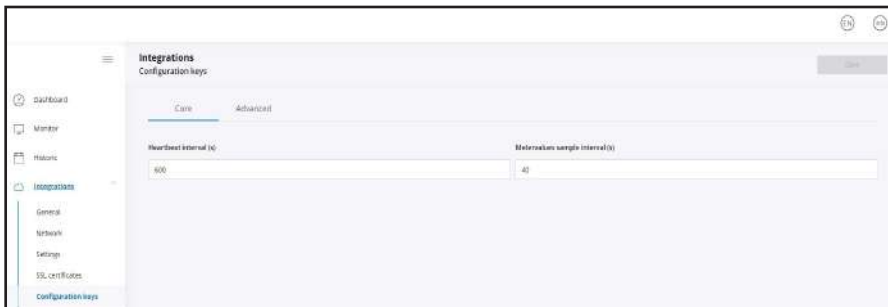 EN
Integrations
Configuration keys
Dashboard
Monitor
Historic
Integrations
General
Network
Settings
SSL certificates
Configuration keys
Core Advanced
Heartbeat interval (s) Metervalues sample interval (s)
600 40